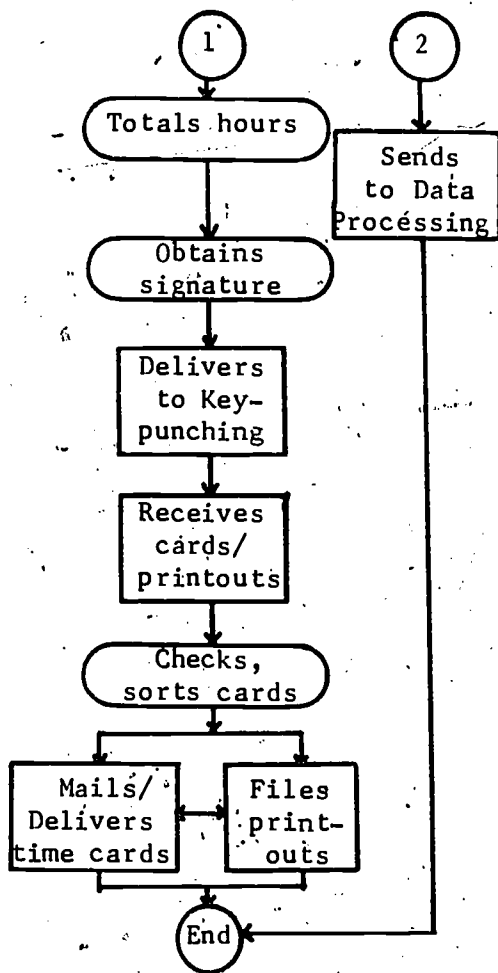 1
Totals hours
Obtains
signature
Delivers
to Key-
punching
Receives
cards/
printouts
Checks,
sorts cards
Mails/
Delivers
time cards
Files
print-
outs
End
2
Sends
to Data
Processing